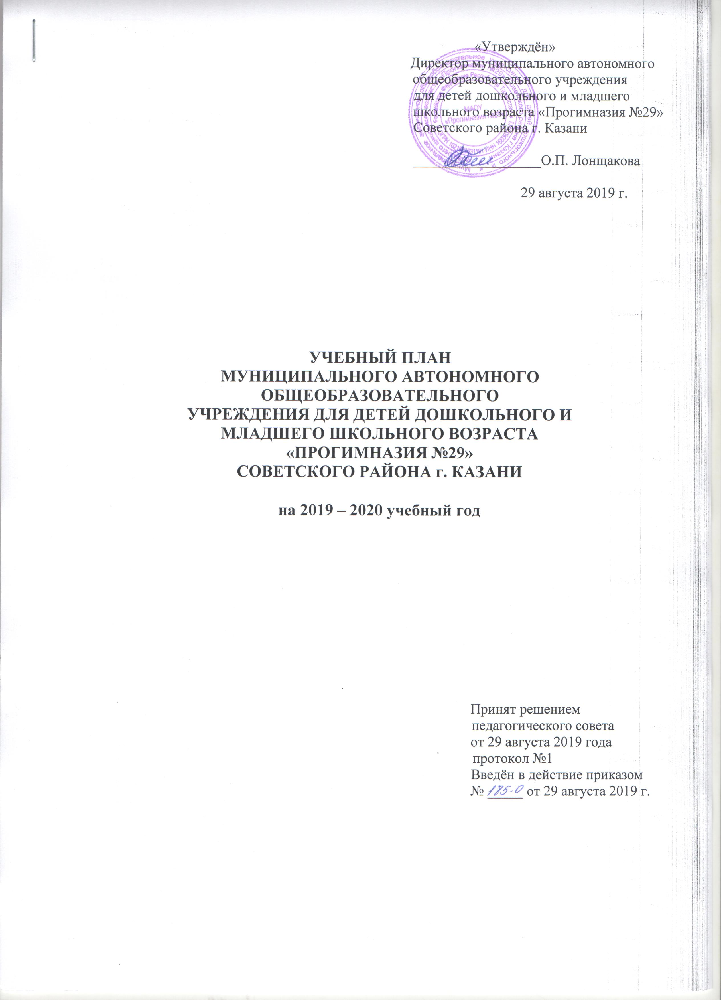 «Утверждён»
Директор муниципального автономного
общеобразовательного учреждения
для детей дошкольного и младшего
школьного возраста «Прогимназия №29»
Советского района г. Казани
МАОУ
«Прогимназия
О.П. Лонщакова
29 августа 2019 г.
УЧЕБНЫЙ ПЛАН
МУНИЦИПАЛЬНОГО АВТОНОМНОГО
ОБЩЕОБРАЗОВАТЕЛЬНОГО
УЧРЕЖДЕНИЯ ДЛЯ ДЕТЕЙ ДОШКОЛЬНОГО И
МЛАДШЕГО ШКОЛЬНОГО ВОЗРАСТА
«ПРОГИМНАЗИЯ №29»
СОВЕТСКОГО РАЙОНА г. КАЗАНИ
на 2019 – 2020 учебный год
Принят решением
педагогического совета
от 29 августа 2019 года
протокол №1
Введён в действие приказом
№ 185-О от 29 августа 2019 г.